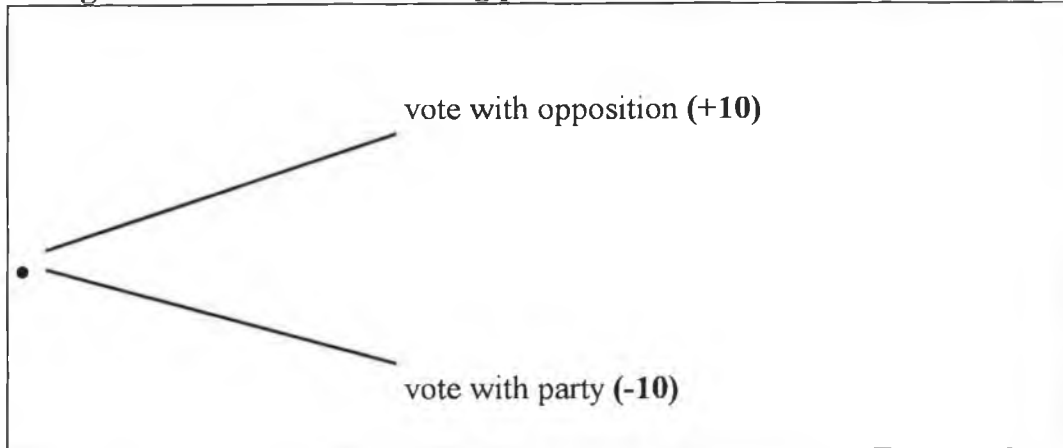 vote with opposition (+10)
vote with party (-10)